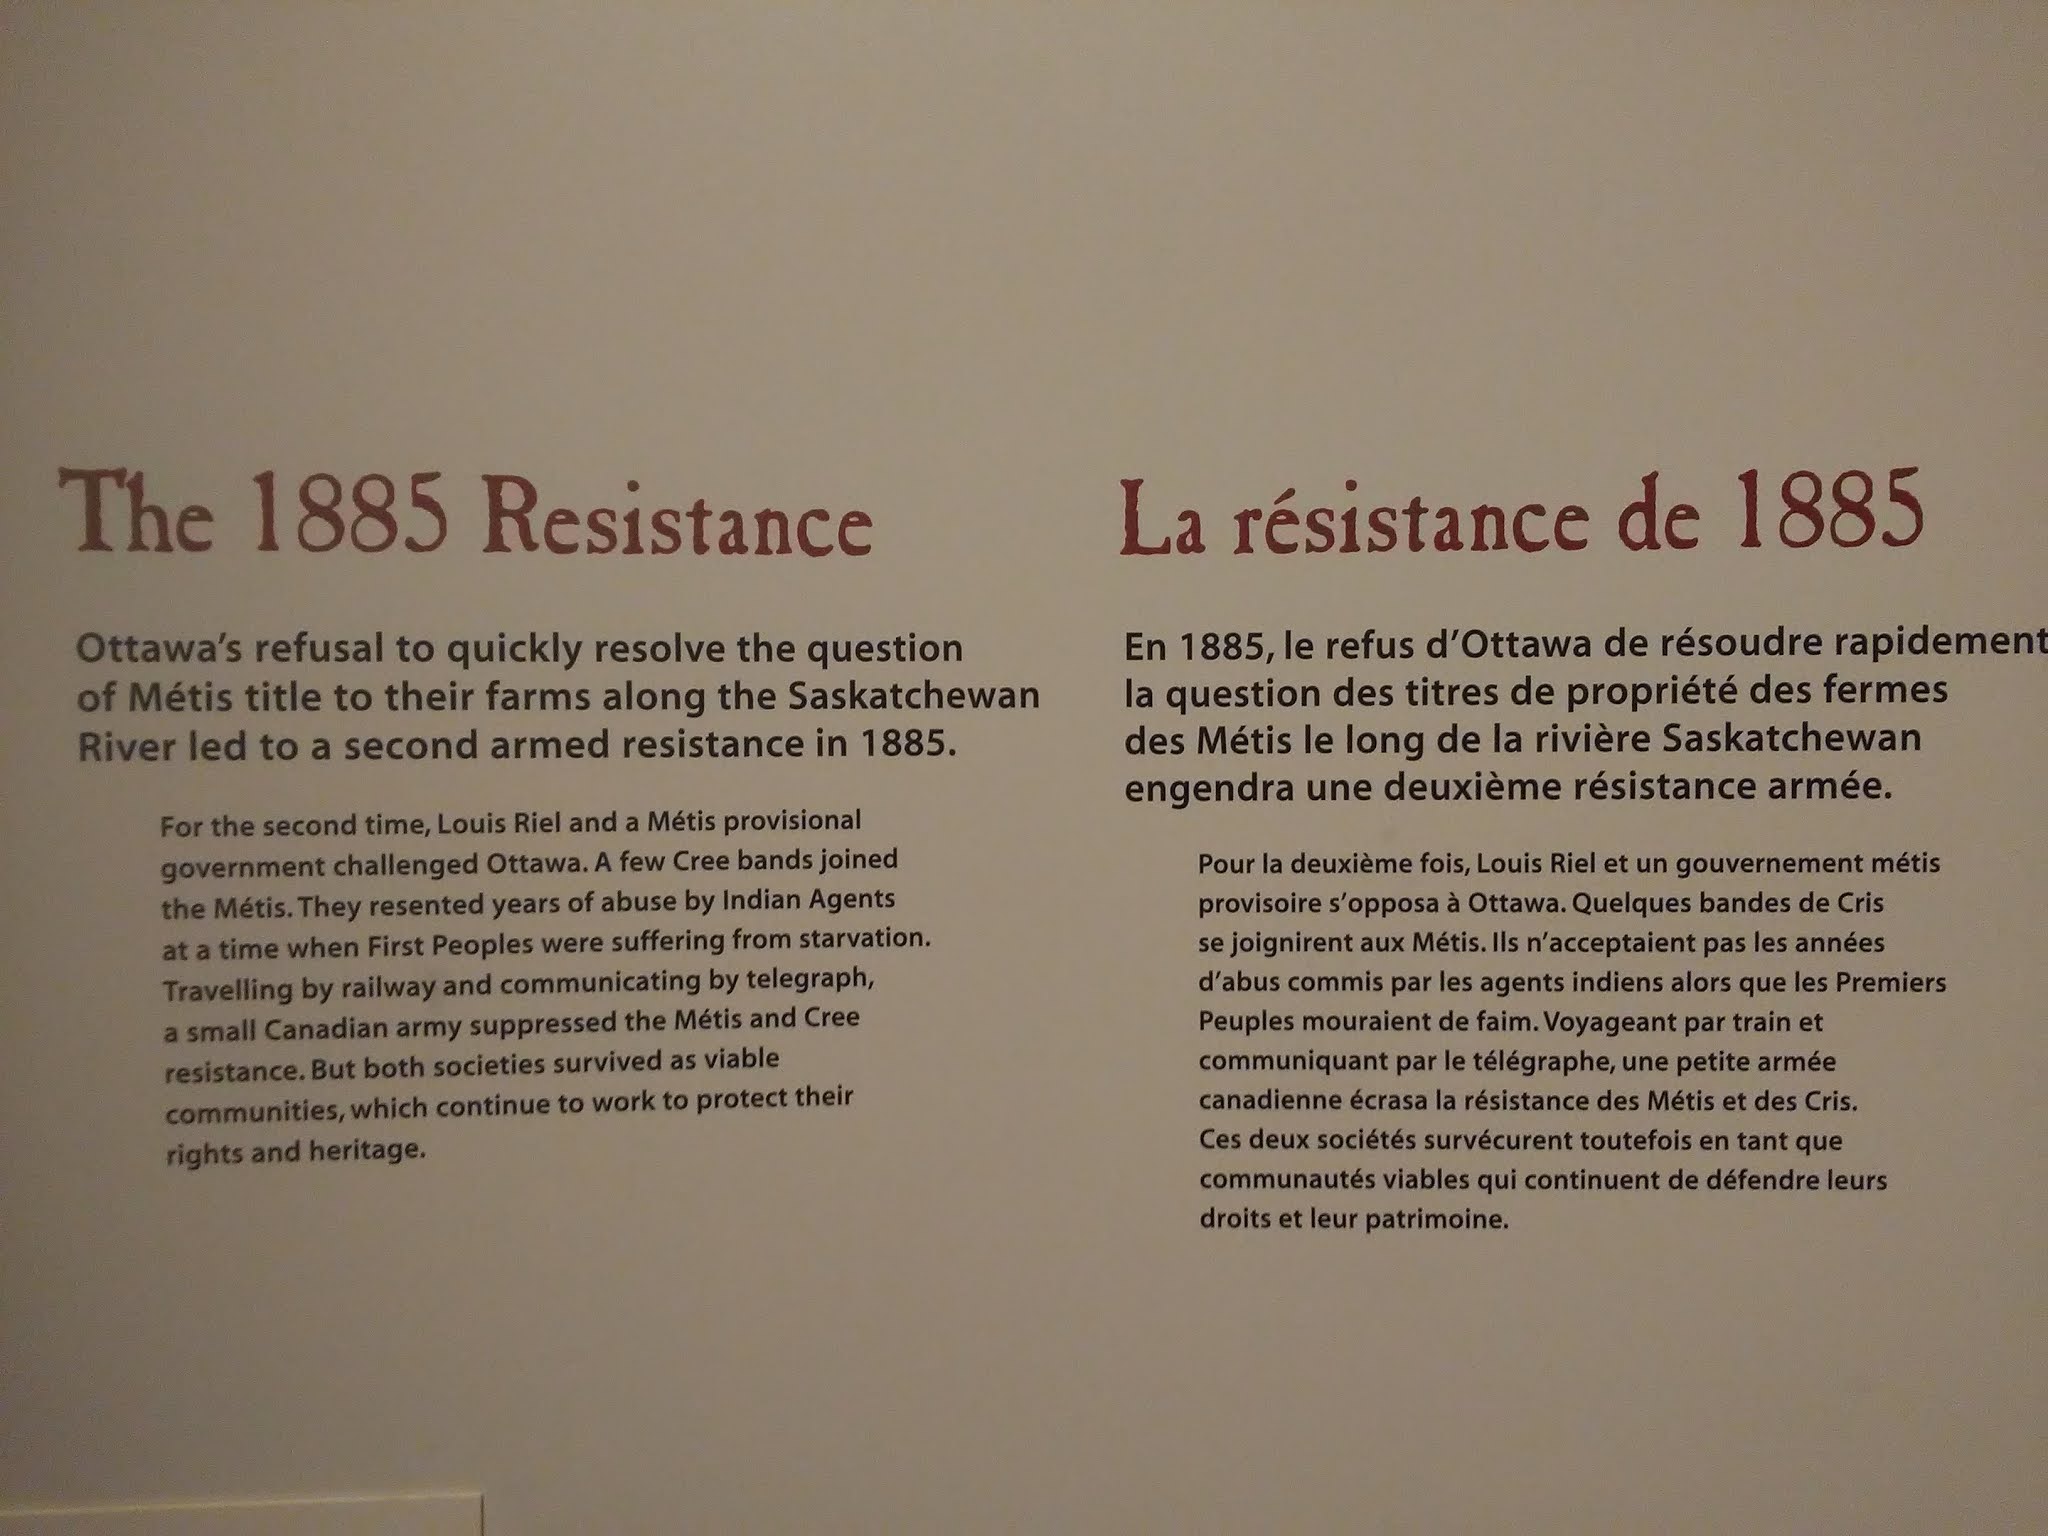 The 1885 Resistance
Ottawa's refusal to quickly resolve the question
of Métis title to their farms along the Saskatchewan
River led to a second armed resistance in 1885.
For the second time, Louis Riel and a Métis provisional
government challenged Ottawa. A few Cree bands joined
the Métis. They resented years of abuse by Indian Agents
at a time when First Peoples were suffering from starvation.
Travelling by railway and communicating by telegraph,
a small Canadian army suppressed the Métis and Cree
resistance. But both societies survived as viable
communities, which continue to work to protect their
rights and heritage.
La résistance de 1885
En 1885, le refus d'Ottawa de résoudre rapidement
la question des titres de propriété des fermes
des Métis le long de la rivière Saskatchewan
engendra une deuxième résistance armée.
Pour la deuxième fois, Louis Riel et un gouvernement métis
provisoire s'opposa à Ottawa. Quelques bandes de Cris
se joignirent aux Métis. Ils n'acceptaient pas les années
d'abus commis par les agents indiens alors que les Premiers
Peuples mouraient de faim. Voyageant par train et
communiquant par le télégraphe, une petite armée
canadienne écrasa la résistance des Métis et des Cris.
Ces deux sociétés survécurent toutefois en tant que
communautés viables qui continuent de défendre leurs
droits et leur patrimoine.